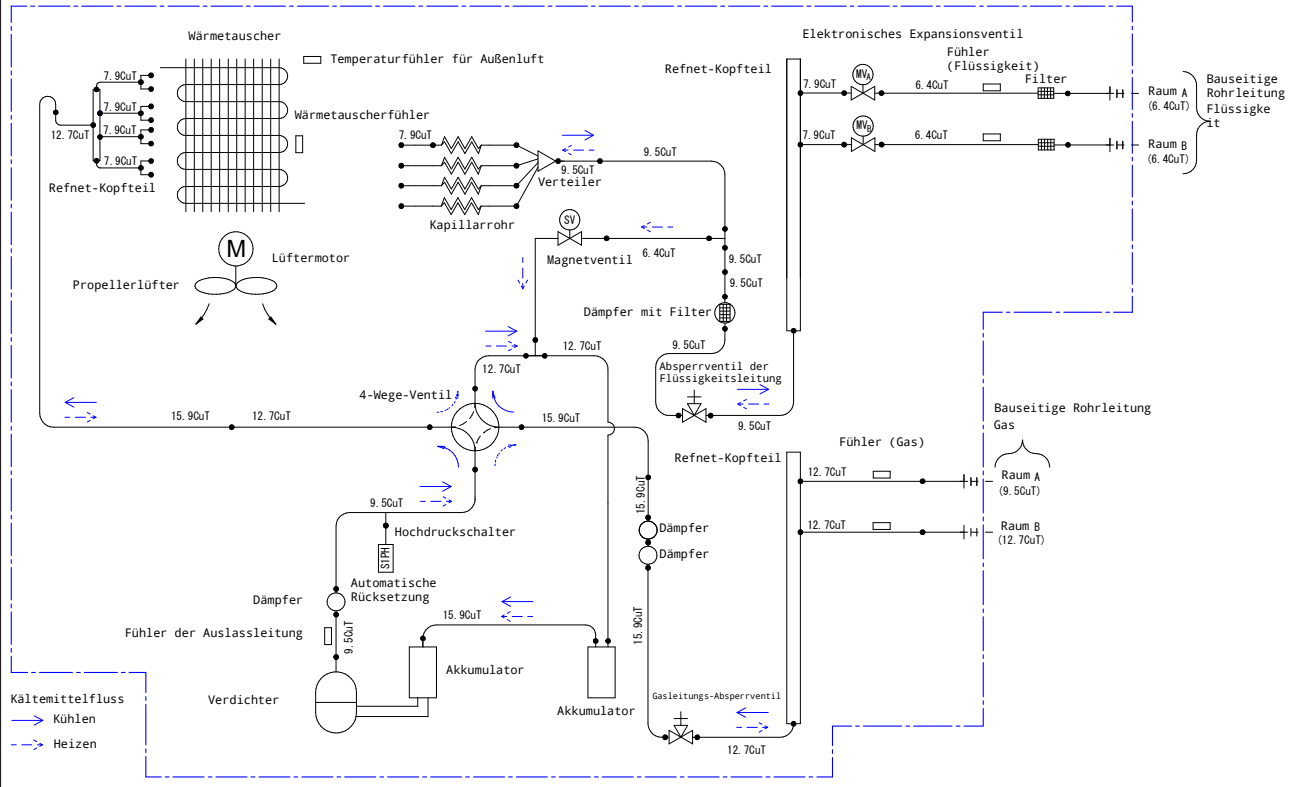 Wärmetauscher
Temperaturfühler für Außenluft
7.9CuT
7.9CuT
7.9CuT
7.9CuT
12.7CuT
Refnet-Kopfteil
Wärmetauscherfühler
7.9CuT
Kapillarrohr
9.5CuT
Verteiler
9.5CuT
M
Lüftermotor
Propellerlüfter
SV
Magnetventil
6.4CuT
9.5CuT
9.5CuT
Dämpfer mit Filter
9.5CuT
Absperrventil der
Flüssigkeitsleitung
9.5CuT
Elektronisches Expansionsventil
Refnet-Kopfteil
Fühler
(Flüssigkeit)
Filter
7.9CuT
MVA
6.4CuT
7.9CuT
MVB
6.4CuT
Raum A
(6.4CuT)
Raum B
(6.4CuT)
Bauseitige
Rohrleitung
Flüssigke
it
12.7CuT
12.7CuT
4-Wege-Ventil
15.9CuT
12.7CuT
15.9CuT
9.5CuT
Hochdruckschalter
S1PH
Automatische
Rücksetzung
Dämpfer
Fühler der Auslassleitung
9.5CuT
Verdichter
15.9CuT
Akkumulator
Akkumulator
15.9CuT
Dämpfer
Dämpfer
15.9CuT
Gasleitungs-Absperrventil
12.7CuT
Refnet-Kopfteil
Fühler (Gas)
12.7CuT
12.7CuT
Bauseitige Rohrleitung
Gas
Raum A
(9.5CuT)
Raum B
(12.7CuT)
Kältemittelfluss
Kühlen
Heizen